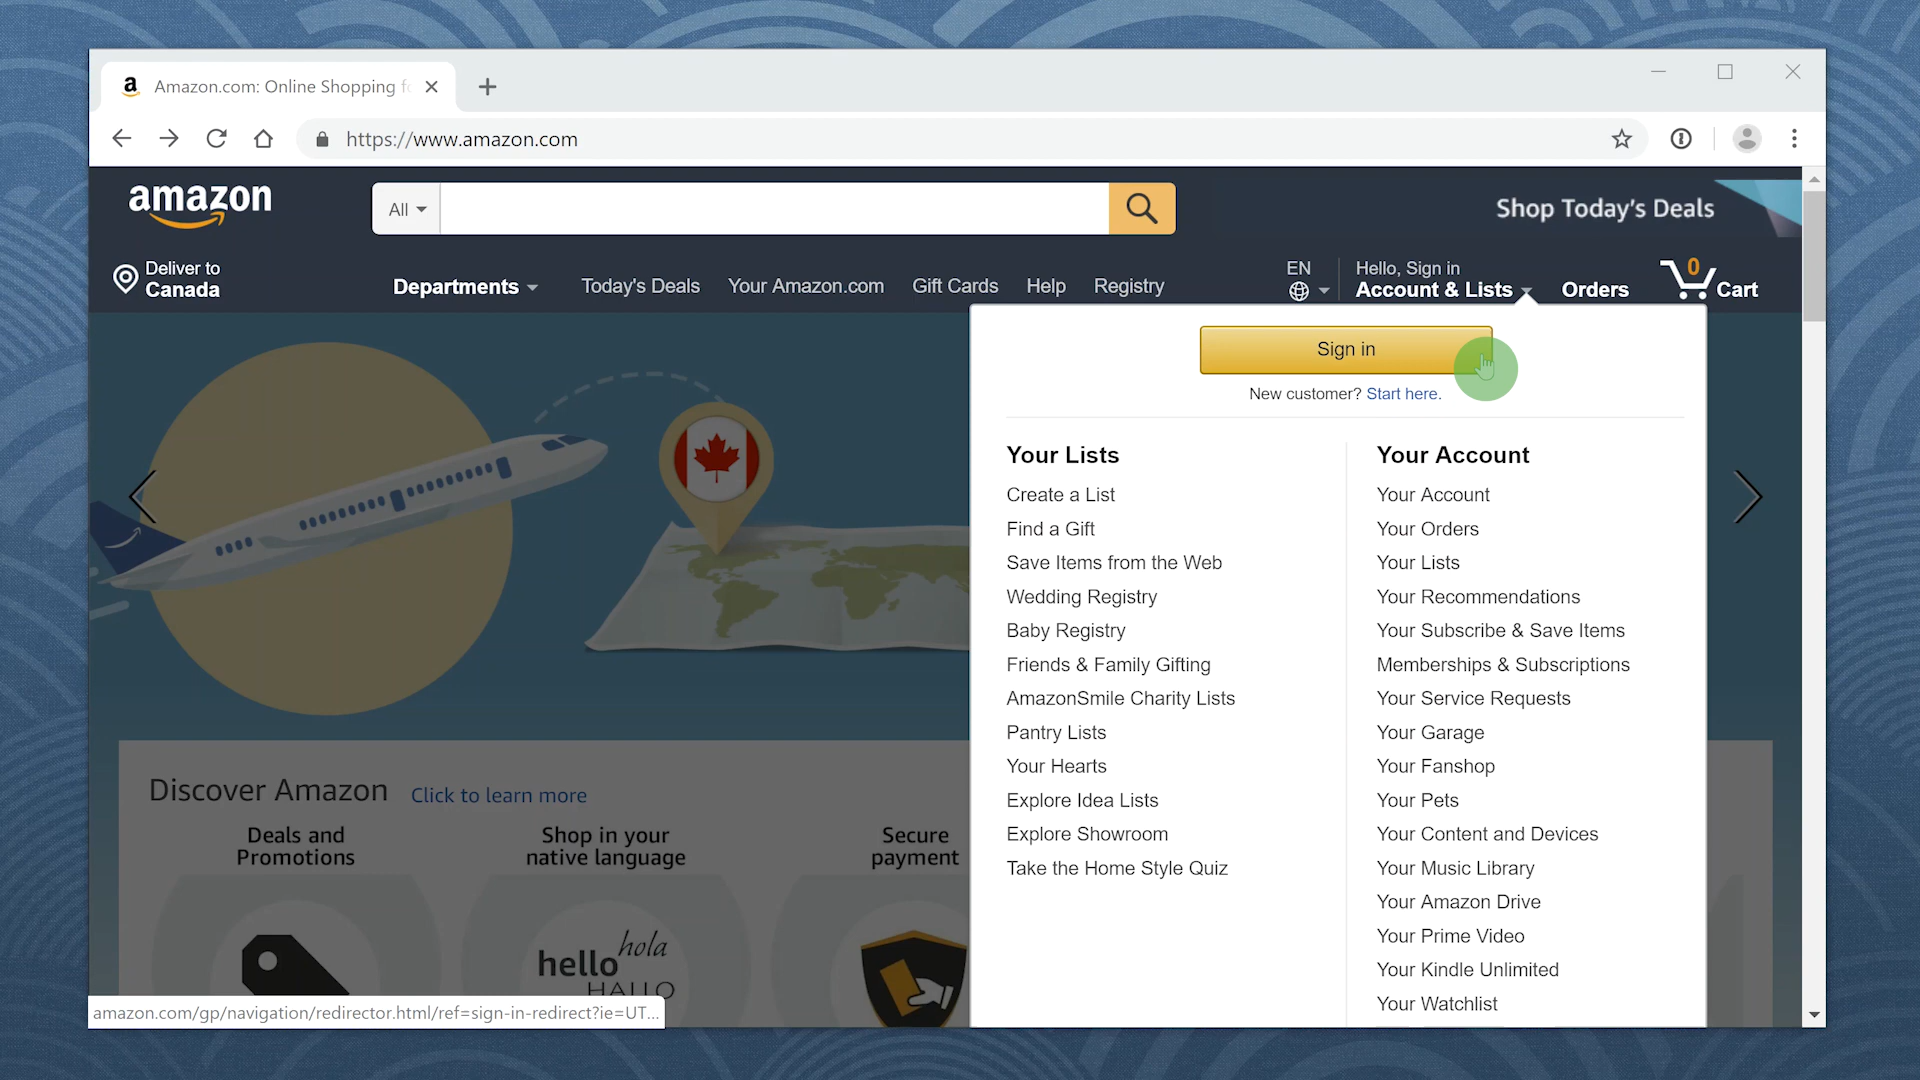 Amazon.com: Online Shopping fo
https://www.amazon.com
amazon
All
Shop Today's Deals
Deliver to
Canada
Departments
Today's Deals
Your Amazon.com
Gift Cards
Help
Registry
EN
Hello, Sign in
Account & Lists
Orders
0
Cart
Sign in
New customer? Start here.
Your Lists
Create a List
Find a Gift
Save Items from the Web
Wedding Registry
Baby Registry
Friends & Family Gifting
AmazonSmile Charity Lists
Pantry Lists
Your Hearts
Explore Idea Lists
Explore Showroom
Take the Home Style Quiz
Your Account
Your Account
Your Orders
Your Lists
Your Recommendations
Your Subscribe & Save Items
Memberships & Subscriptions
Your Service Requests
Your Garage
Your Fanshop
Your Pets
Your Content and Devices
Your Music Library
Your Amazon Drive
Your Prime Video
Your Kindle Unlimited
Your Watchlist
Discover Amazon Click to learn more
Deals and
Promotions
Shop in your
native language
Secure
payment
hola
hello
HALLO
amazon.com/gp/navigation/redirector.html/ref=sign-in-redirect?ie=UT...